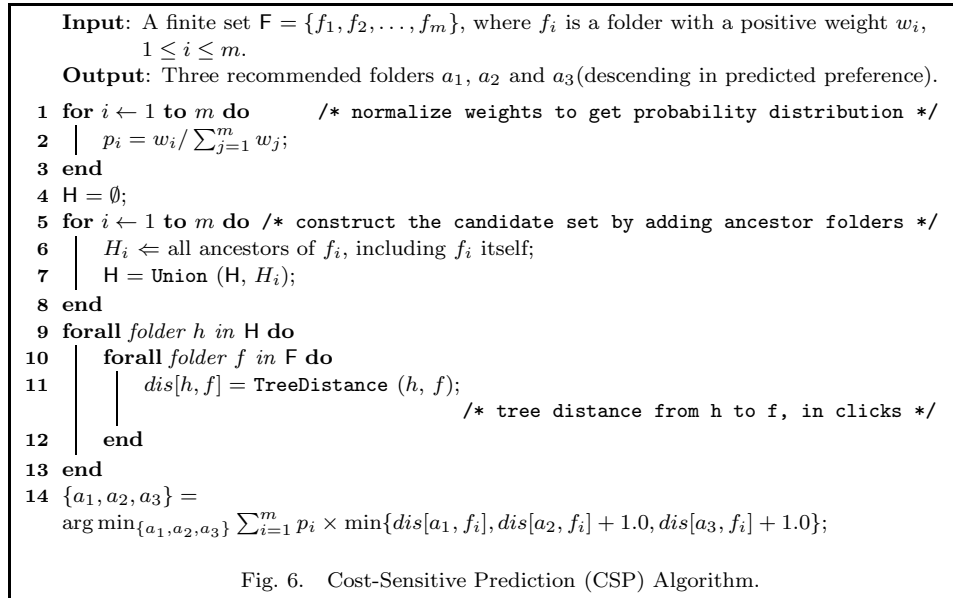 Input: A finite set F = {f₁, f₂, . . . , fₘ}, where fᵢ is a folder with a positive weight wᵢ,
1 ≤ i ≤ m.
Output: Three recommended folders a₁, a₂ and a₃(descending in predicted preference).
1 for i ← 1 to m do /* normalize weights to get probability distribution */
2 pᵢ = wᵢ/ ∑ᵐⱼ₌₁ wⱼ;
3 end
4 H = ∅;
5 for i ← 1 to m do /* construct the candidate set by adding ancestor folders */
6 Hᵢ ⇐ all ancestors of fᵢ, including fᵢ itself;
7 H = Union (H, Hᵢ);
8 end
9 forall folder h in H do
10 forall folder f in F do
11 dis[h, f] = TreeDistance (h, f);
/* tree distance from h to f, in clicks */
12 end
13 end
14 {a₁, a₂, a₃} =
arg min{a₁,a₂,a₃} ∑ᵐᵢ₌₁ pᵢ × min{dis[a₁, fᵢ], dis[a₂, fᵢ] + 1.0, dis[a₃, fᵢ] + 1.0};
Fig. 6. Cost-Sensitive Prediction (CSP) Algorithm.